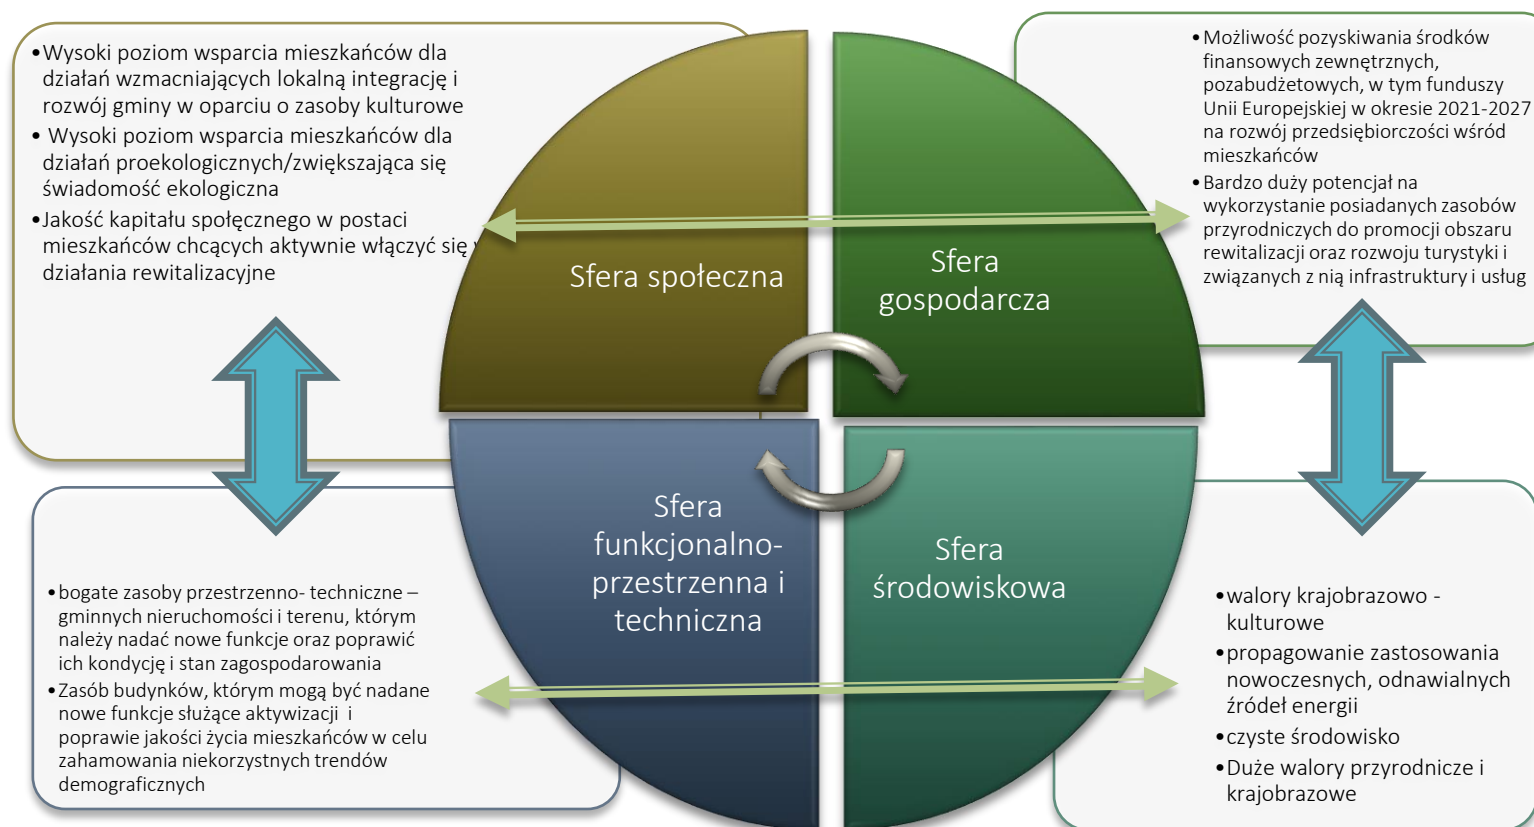 •Wysoki poziom wsparcia mieszkańców dla
działań wzmacniających lokalną integrację i
rozwój gminy w oparciu o zasoby kulturowe
• Wysoki poziom wsparcia mieszkańców dla
działań proekologicznych/zwiększająca się
świadomość ekologiczna
•Jakość kapitału społęcznego w postaci
mieszkańców chcących aktywnie włączyć się
działania rewitalizacyjne
•Możliwość pozyskiwania środków
finansowych zewnętrznych,
pozabudżetowych, w tym funduszy
Unii Europejskiej w okresie 2021-2027
na rozwój przedsiębiorczości wśród
mieszkańców
•Bardzo duży potencjał na
wykorzystanie posiadanych zasobów
przyrodniczych do promocji obszaru
rewitalizacji oraz rozwoju turystyki i
związanych z nią infrastruktury i usług
Sfera społeczna
Sfera
gospodarcza
Sfera
funkcjonalno-
przestrzenna i
techniczna
Sfera
środowiskowa
•bogate zasoby przestrzenno- techniczne –
gminnych nieruchomości i terenu, którym
należy nadać nowe funkcje oraz poprawić
ich kondycję i stan zagospodarowania
•Zasób budynków, którym mogą być nadane
nowe funkcje służące aktywizacji i
poprawie jakości życia mieszkańców w celu
zahamowania niekorzystnych trendów
demograficznych
•walory krajobrazowo -
kulturowe
•propagowanie zastosowania
nowoczesnych, odnawialnych
źródeł energii
•czyste środowisko
•Duże walory przyrodnicze i
krajobrazowe